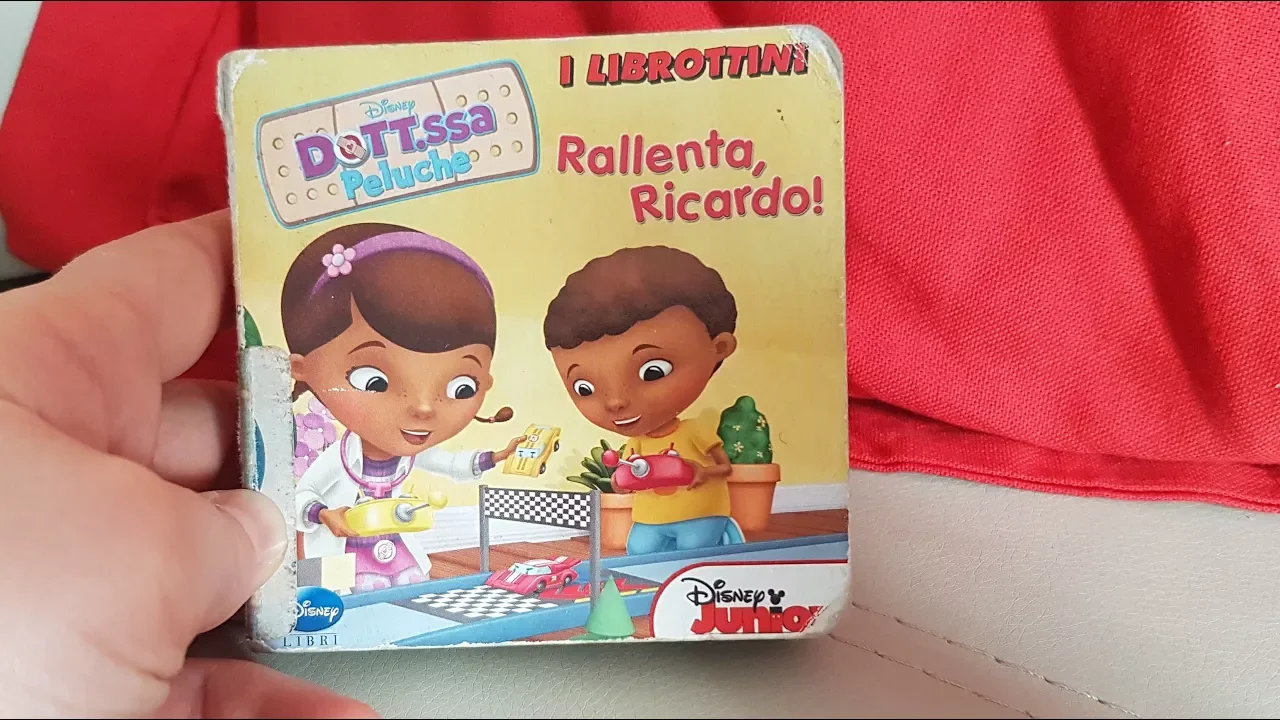 I LIBROTTINI
DISNEY
DOTT.ssa
Peluche
Rallenta,
Ricardo!
DISNEY
LIBRI
DISNEY
JUNIOR